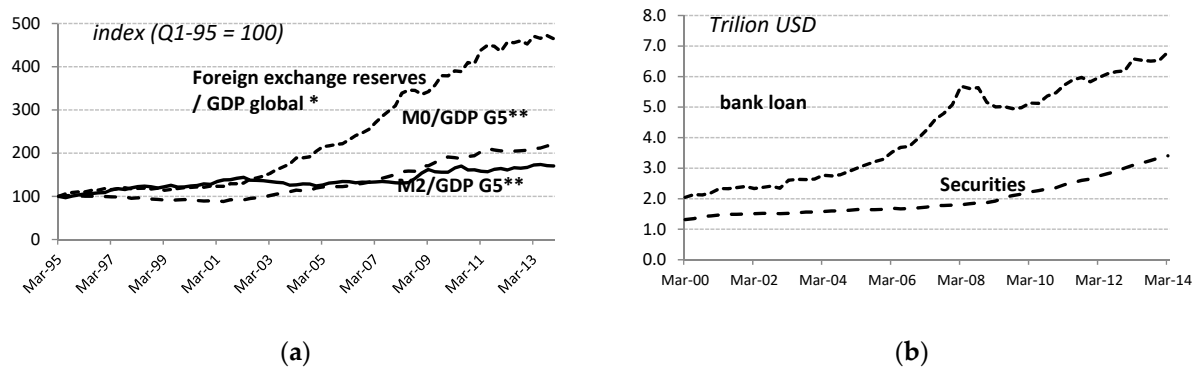 index (Q1-95 = 100)
500
400
300
200
100
0
Foreign exchange reserves
/ GDP global *
M0/GDP G5**
M2/GDP G5**
Mar-95
Mar-97
Mar-99
Mar-01
Mar-03
Mar-05
Mar-07
Mar-09
Mar-11
Mar-13
(a)
Trilion USD
8.0
7.0
6.0
5.0
4.0
3.0
2.0
1.0
0.0
bank loan
Securities
Mar-00
Mar-02
Mar-04
Mar-06
Mar-08
Mar-10
Mar-12
Mar-14
(b)